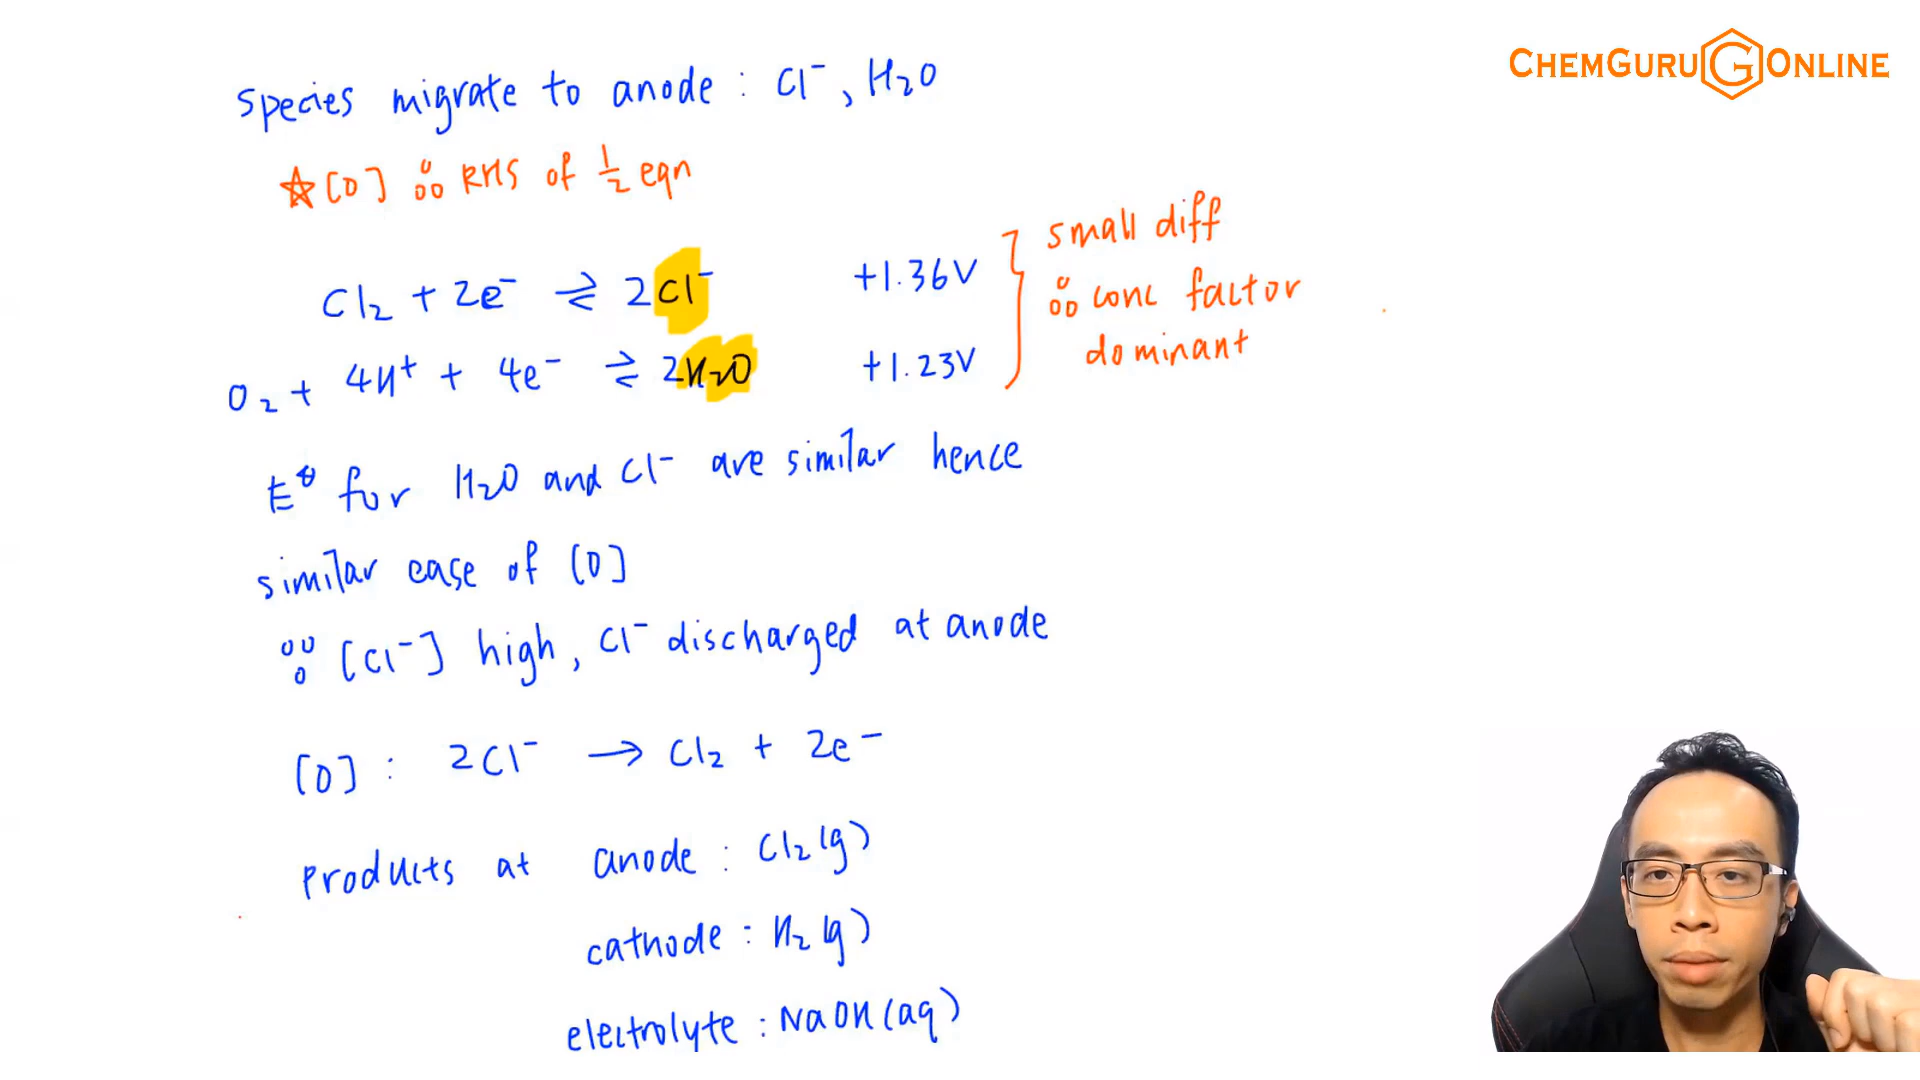 CHEMGURU G ONLINE
species migrate to anode : Cl⁻, H₂O
☆ [O] ∵ RHS of ½ eqn
Cl₂ + 2e⁻ ⇌ 2Cl⁻ +1.36V
O₂ + 4H⁺ + 4e⁻ ⇌ 2H₂O +1.23V
small diff
∴ conc factor
dominant
E° for H₂O and Cl⁻ are similar hence
similar ease of [O]
∵ [Cl⁻] high, Cl⁻ discharged at anode
[O] : 2Cl⁻ → Cl₂ + 2e⁻
products at anode : Cl₂(g)
cathode : H₂(g)
electrolyte : NaOH(aq)